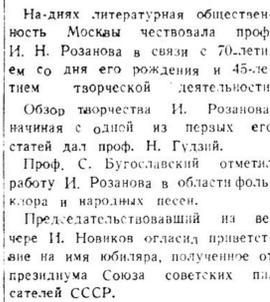 На-днях литературная обществен
ность Москвы чествовала проф
И. Н. Розанова в связи с 70-лети
ем со дня его рождения и 45-ле
тием творческой деятельности
Обзор творчества И. Розанова
начиная с одной из первых его
статей дал проф. Н. Гудзий.
Проф. С. Бугославский отметил
работу И. Розанова в области фоль
клора и народных песен.
Председательствовавший на ве
чере И. Новиков огласил приветст
вие на имя юбиляра, полученное от
президиума Союза советских пи
сателей СССР.